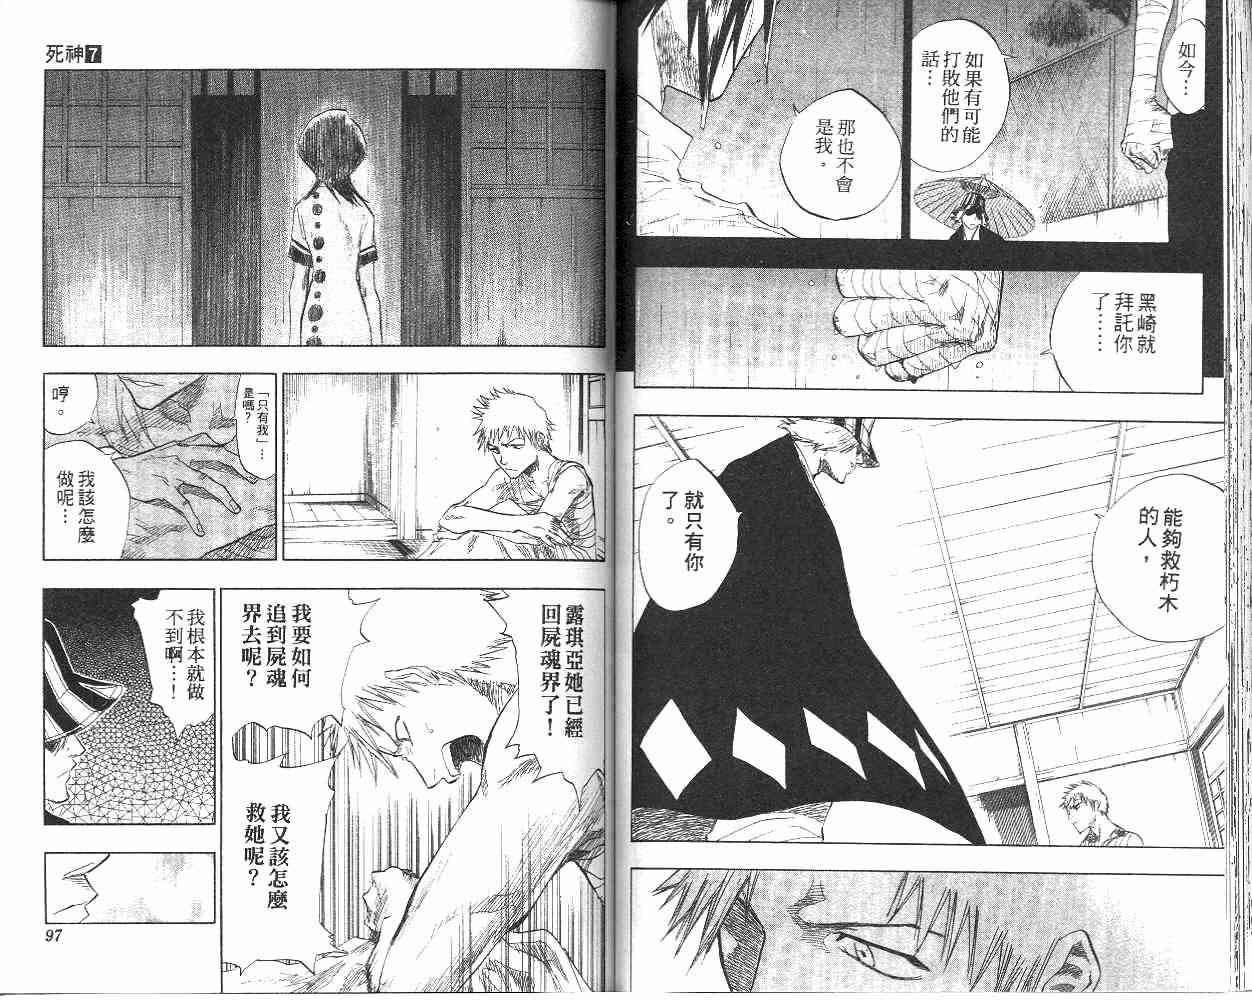 如今…
如果有可能
打敗他們的
話…
那也不會
是我。
黑崎就
拜託你
了……
能夠救朽木
的人，
就只有你
了。
死神7
「只有我」…
是嗎？
哼。
我該怎麼
做呢…
露琪亞她已經
回屍魂界了！
我要如何
追到屍魂
界去呢？
我又該怎麼
救她呢？
我根本就做
不到啊…！
97